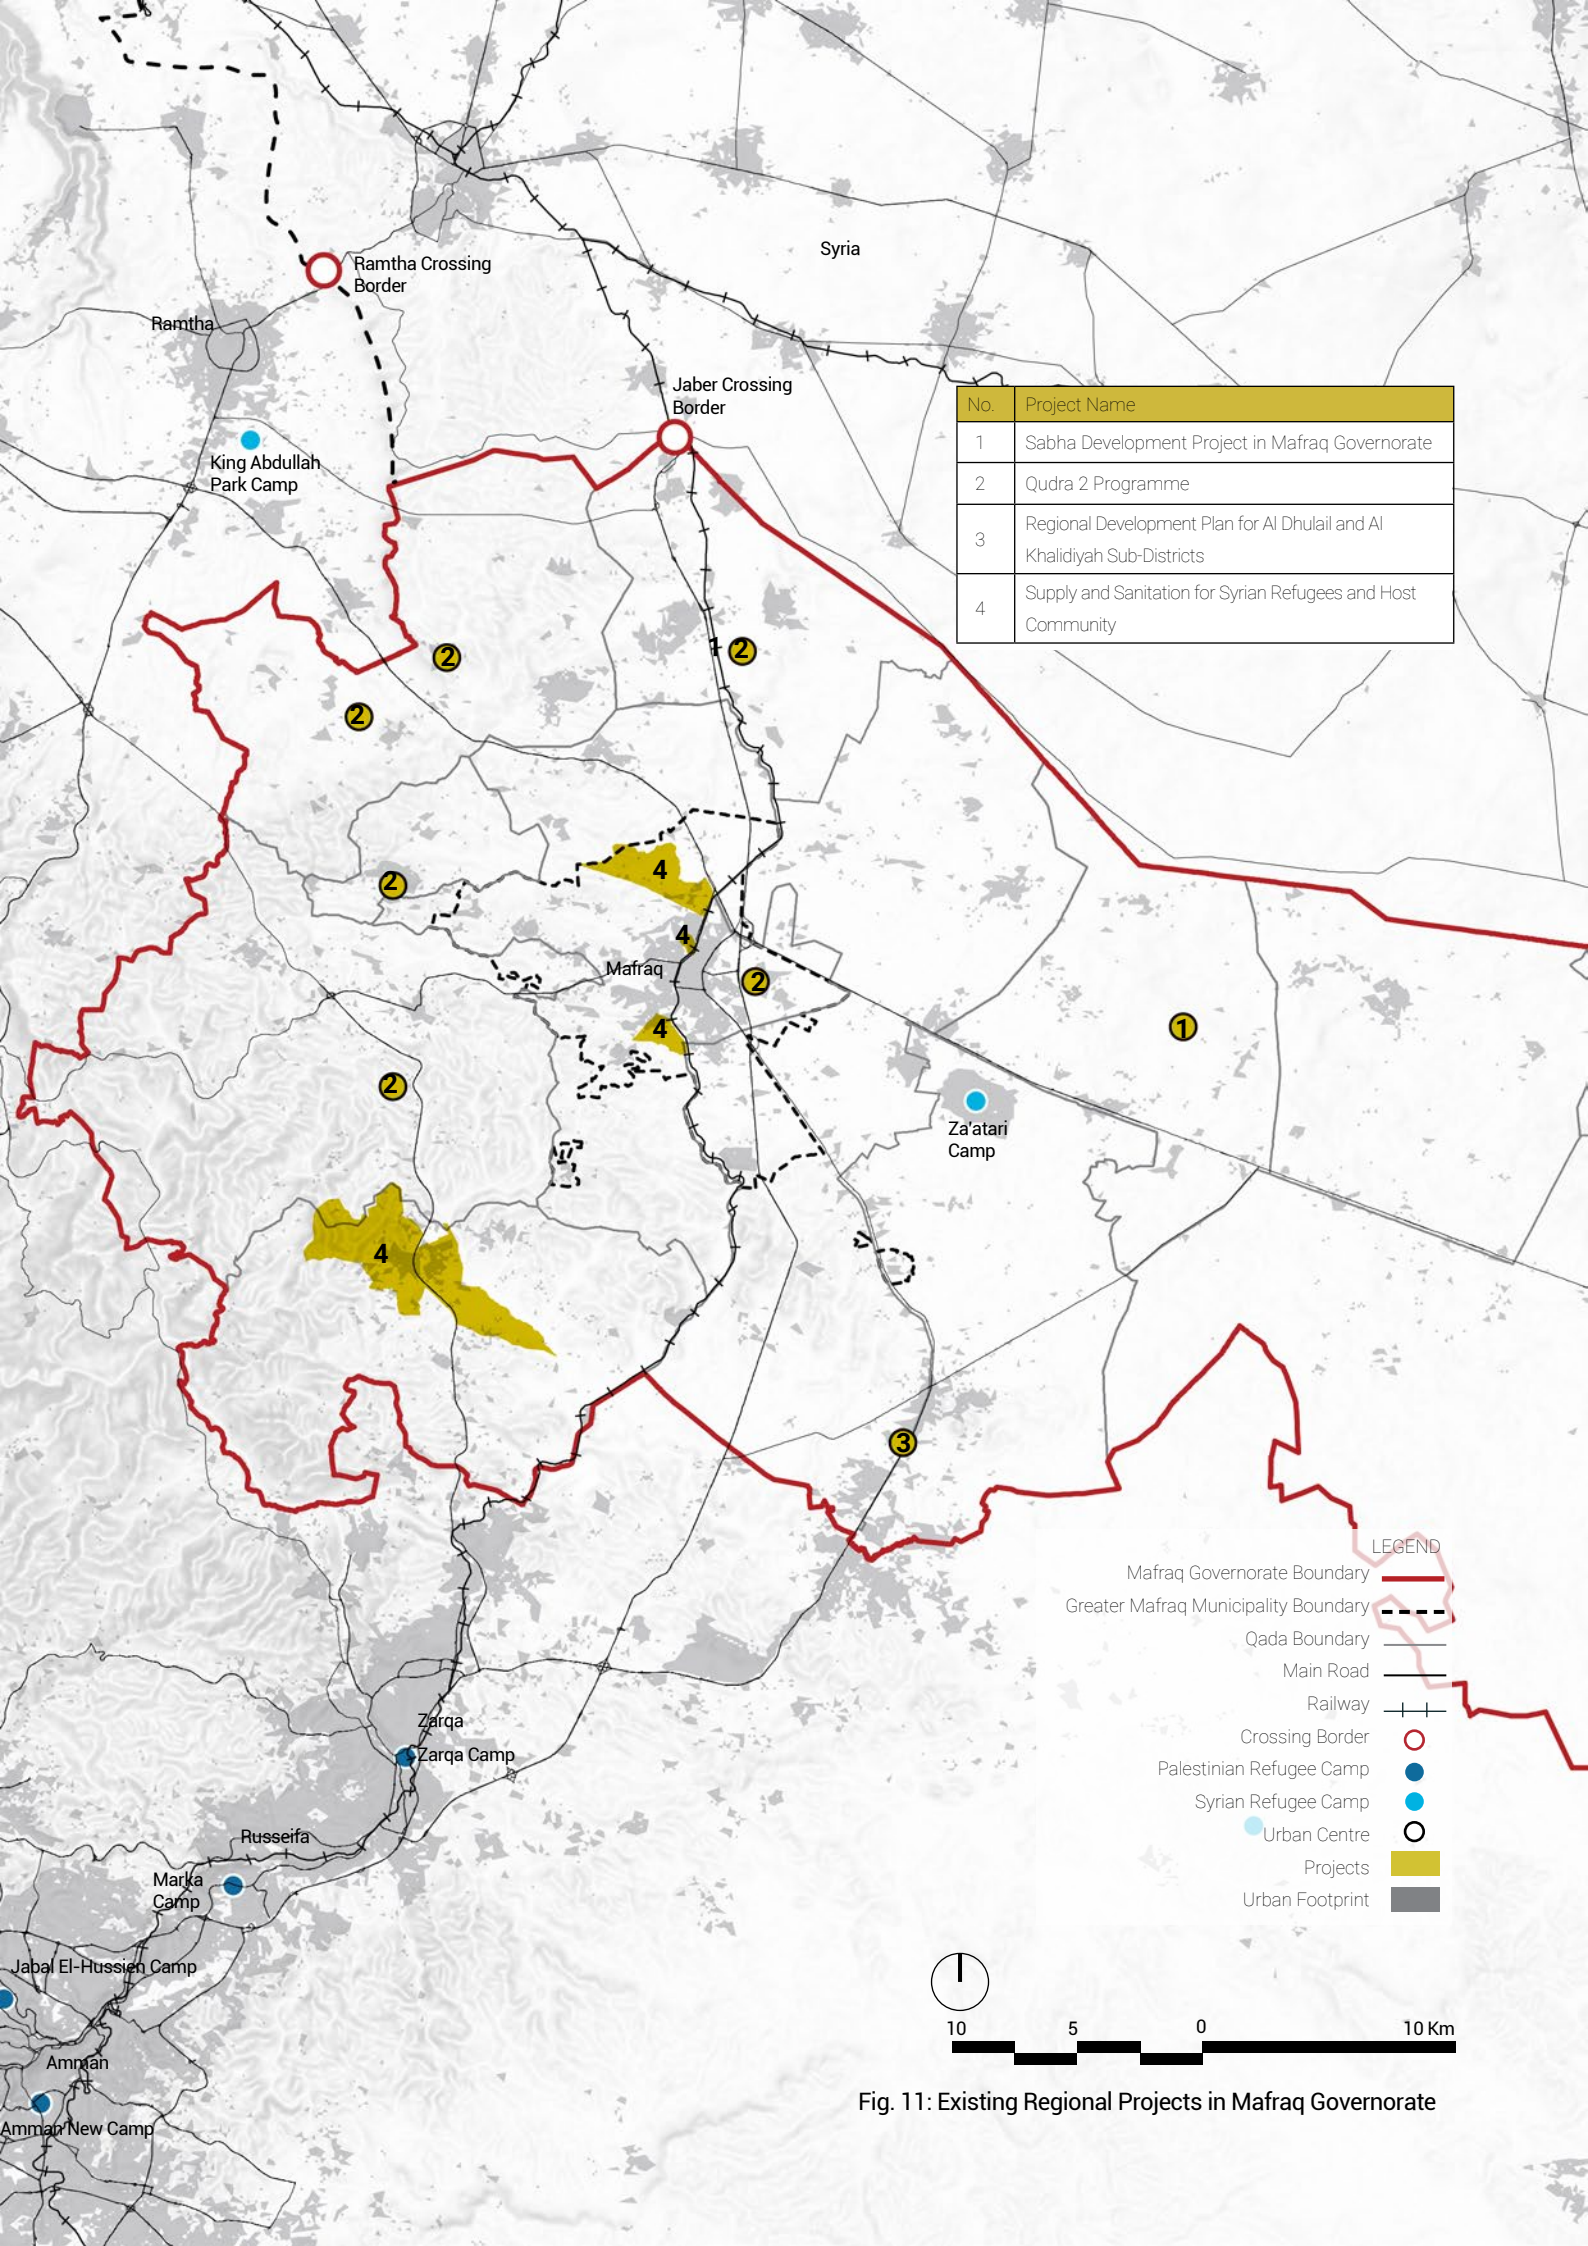 Syria
Ramtha Crossing
Border
Ramtha
Jaber Crossing
Border
King Abdullah
Park Camp
No. Project Name
1 Sabha Development Project in Mafraq Governorate
2 Qudra 2 Programme
3 Regional Development Plan for Al Dhulail and Al
Khalidiyah Sub-Districts
4 Supply and Sanitation for Syrian Refugees and Host
Community
2
1
2
2
4
2
4
Mafraq
2
4
1
2
Za'atari
Camp
4
3
LEGEND
Mafraq Governorate Boundary
Greater Mafraq Municipality Boundary
Qada Boundary
Main Road
Railway
Crossing Border
Palestinian Refugee Camp
Syrian Refugee Camp
Urban Centre
Projects
Urban Footprint
Zarqa
Zarqa Camp
Russeifa
Marka
Camp
Jabal El-Hussien Camp
Amman
Amman New Camp
10 5 0 10 Km
Fig. 11: Existing Regional Projects in Mafraq Governorate